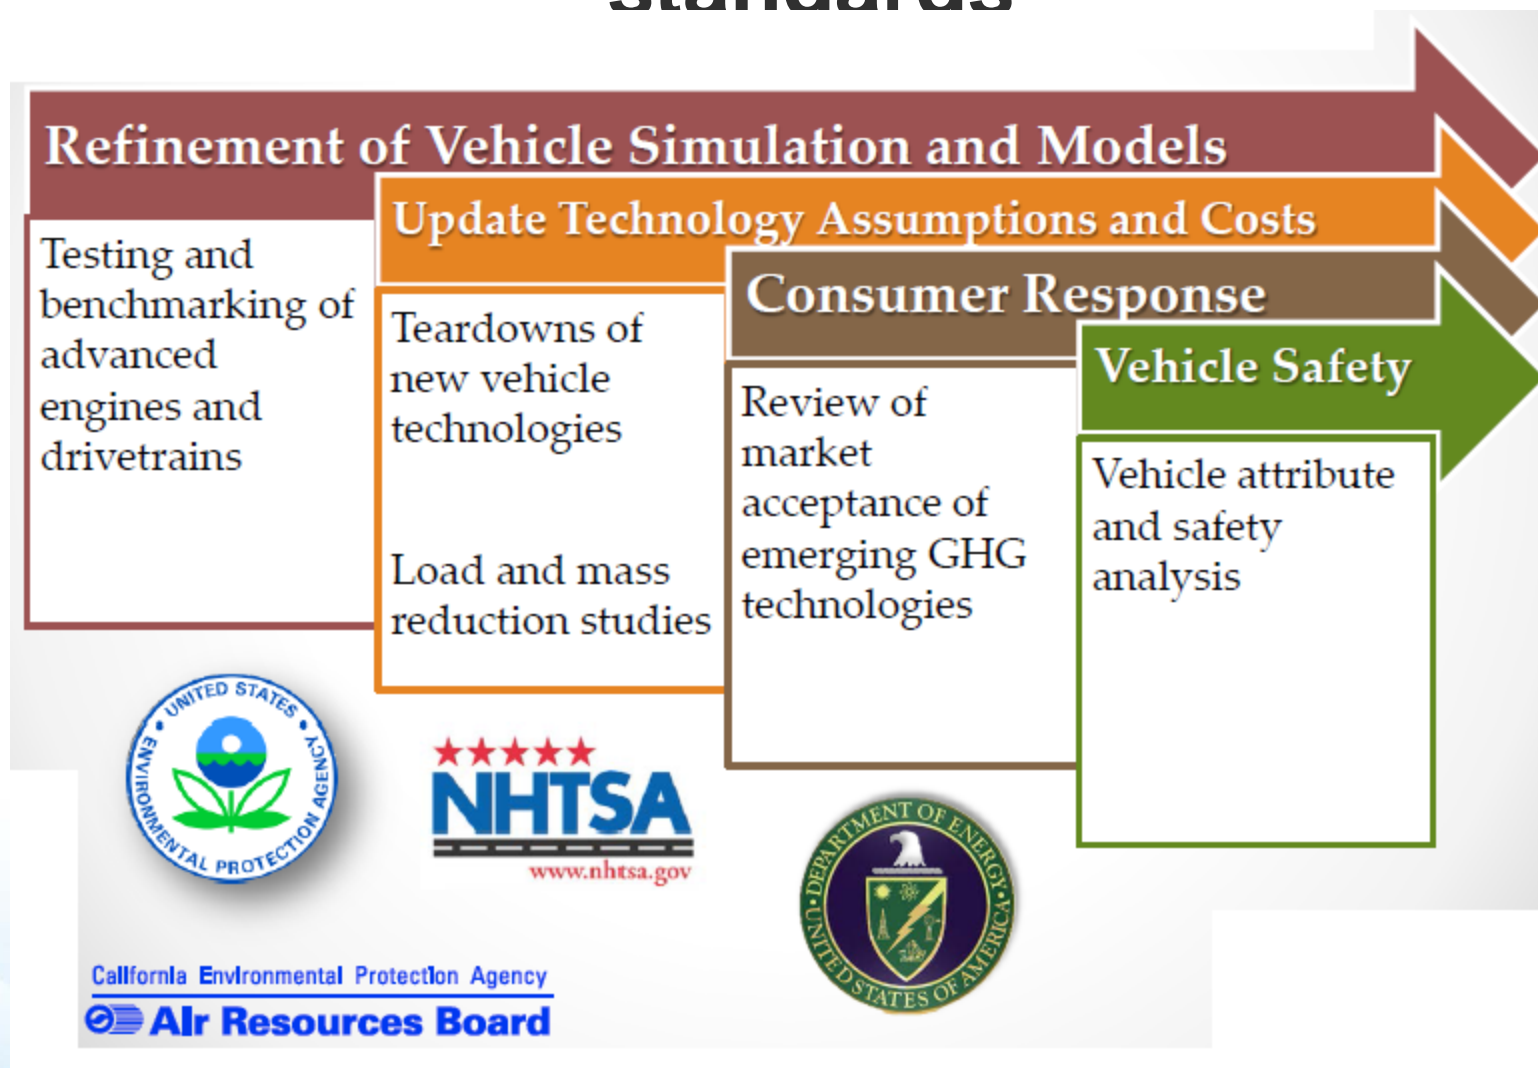 standards
Refinement of Vehicle Simulation and Models
Update Technology Assumptions and Costs
Consumer Response
Vehicle Safety
Testing and
benchmarking of
advanced
engines and
drivetrains
Teardowns of
new vehicle
technologies
Load and mass
reduction studies
Review of
market
acceptance of
emerging GHG
technologies
Vehicle attribute
and safety
analysis
UNITED STATES
ENVIRONMENTAL PROTECTION AGENCY
NHTSA
www.nhtsa.gov
DEPARTMENT OF ENERGY
UNITED STATES OF AMERICA
California Environmental Protection Agency
Air Resources Board